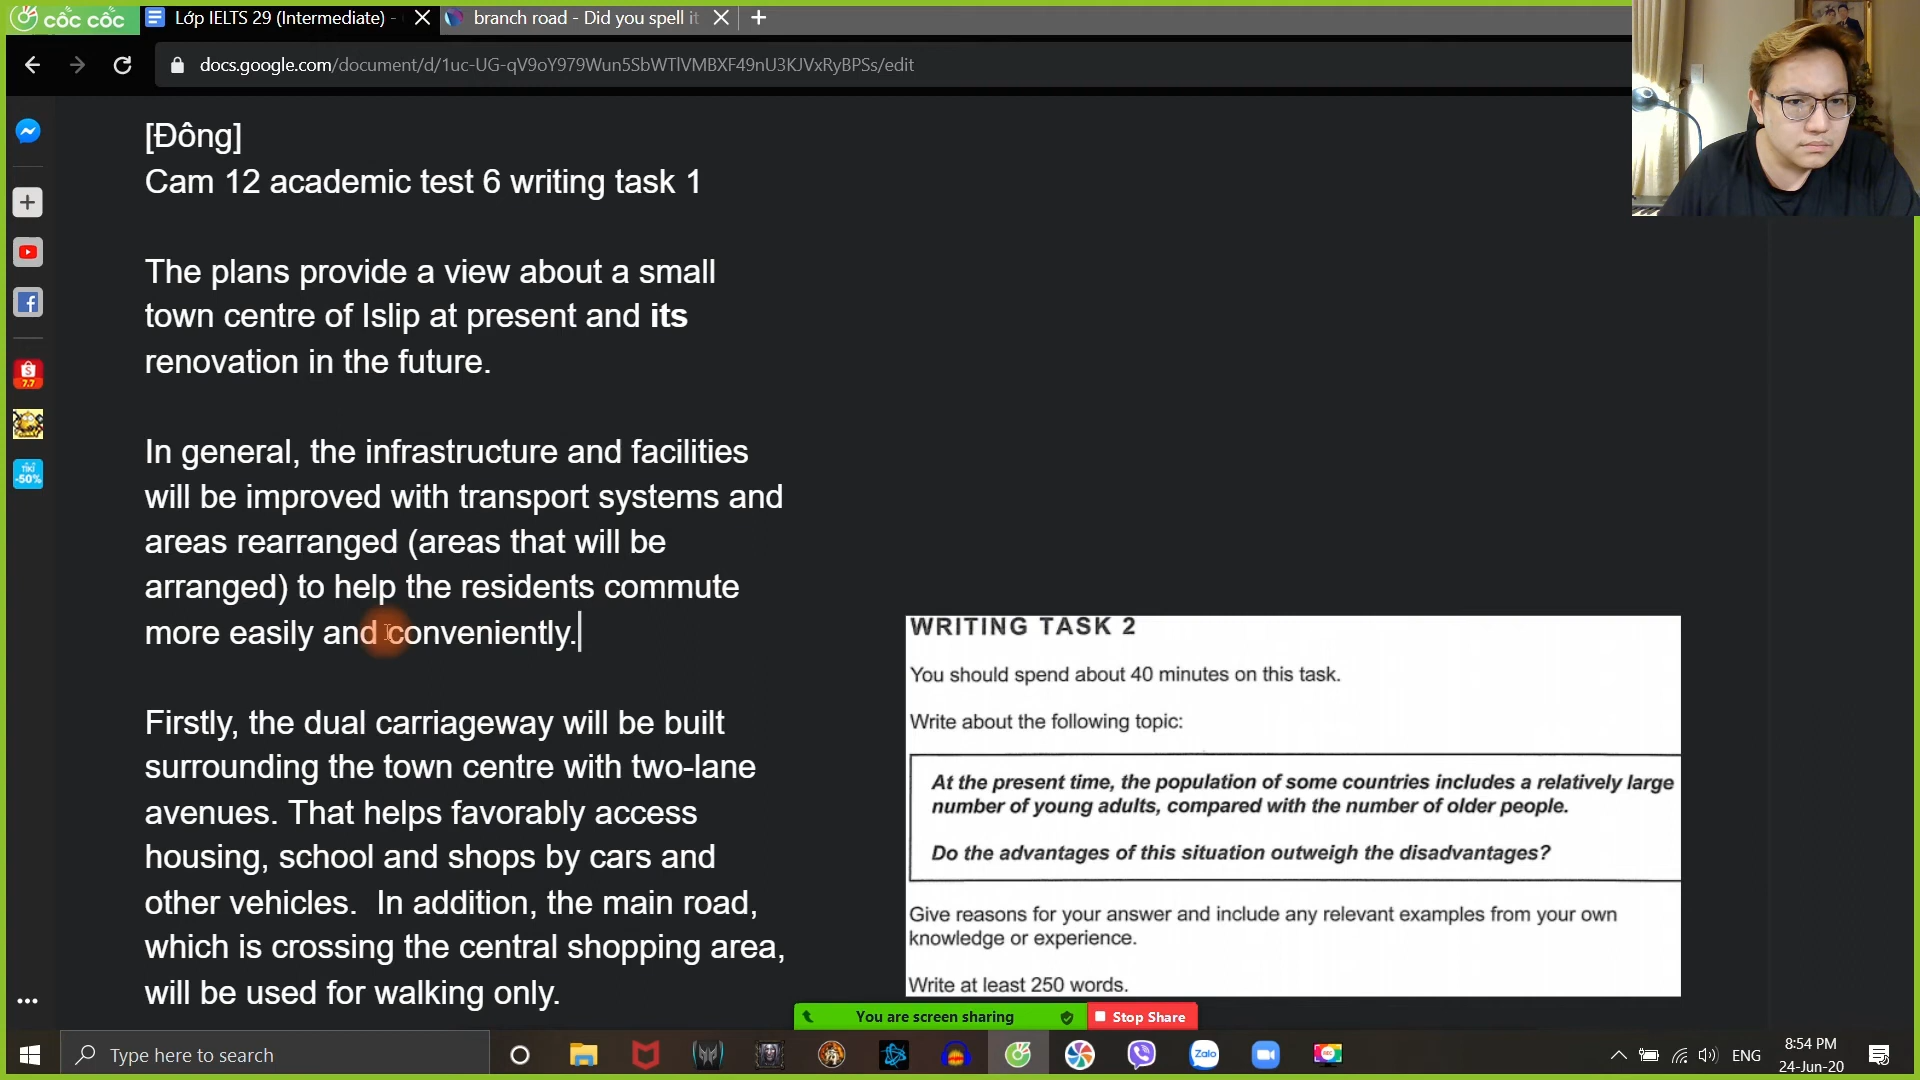 cốc cốc
Lớp IELTS 29 (Intermediate) -
branch road - Did you spell it
docs.google.com/document/d/1uc-UG-qV9oY979Wun5SbWTlVMBXF49nU3KJVxRyBPSs/edit
[Đông]
Cam 12 academic test 6 writing task 1
The plans provide a view about a small
town centre of Islip at present and its
renovation in the future.
In general, the infrastructure and facilities
will be improved with transport systems and
areas rearranged (areas that will be
arranged) to help the residents commute
more easily and conveniently.
Firstly, the dual carriageway will be built
surrounding the town centre with two-lane
avenues. That helps favorably access
housing, school and shops by cars and
other vehicles.  In addition, the main road,
which is crossing the central shopping area,
will be used for walking only.
7.7
TIKI
-50%
WRITING TASK 2
You should spend about 40 minutes on this task.
Write about the following topic:
At the present time, the population of some countries includes a relatively large
number of young adults, compared with the number of older people.
Do the advantages of this situation outweigh the disadvantages?
Give reasons for your answer and include any relevant examples from your own
knowledge or experience.
Write at least 250 words.
You are screen sharing
Stop Share
Type here to search
Zalo
ENG
8:54 PM
24-Jun-20